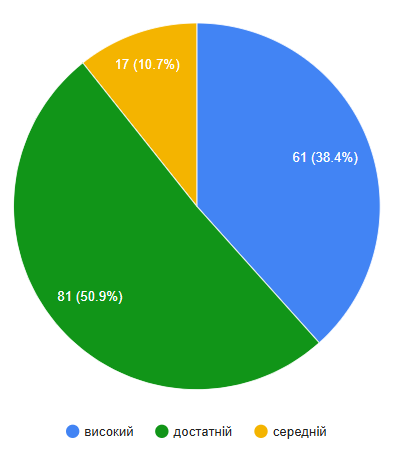 17 (10.7%)
61 (38.4%)
81 (50.9%)
високий достатній середній